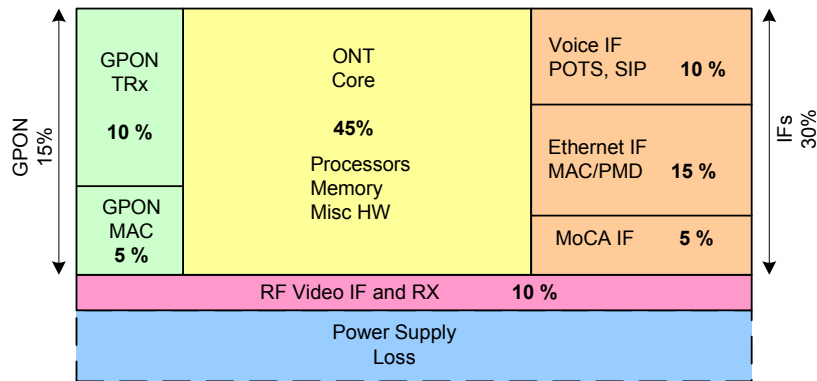 GPON
15%
GPON
TRx
10 %
GPON
MAC
5 %
ONT
Core
45%
Processors
Memory
Misc HW
Voice IF
POTS, SIP 10 %
Ethernet IF
MAC/PMD 15 %
MoCA IF 5 %
IFs
30%
RF Video IF and RX 10 %
Power Supply
Loss